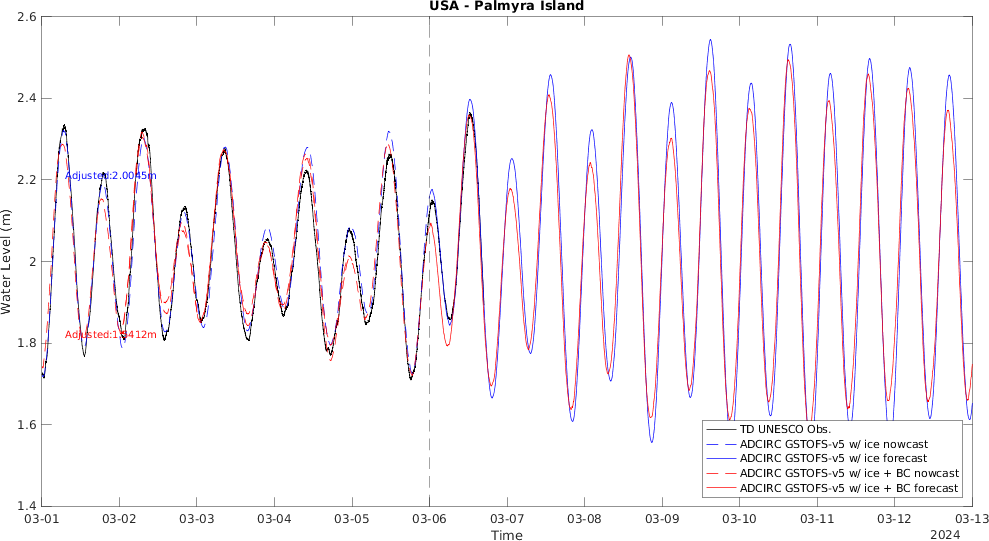 USA - Palmyra Island
2.6
2.4
2.2
2
1.8
1.6
1.4
Water Level (m)
Adjusted:2.0045m
TD UNESCO Obs.
ADCIRC GSTOFS-v5 w/ ice nowcast
ADCIRC GSTOFS-v5 w/ ice forecast
ADCIRC GSTOFS-v5 w/ ice + BC nowcast
ADCIRC GSTOFS-v5 w/ ice + BC forecast
03-01 03-02 03-03 03-04 03-05 03-06 03-07 03-08 03-09 03-10 03-11 03-12 03-13
Time
2024